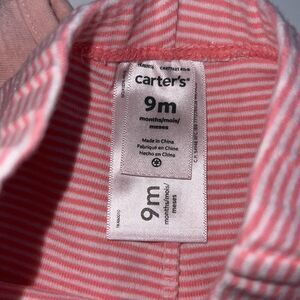 carter's
9m
months/mois/
meses
Made in China
Fabriqué en Chine
Hecho en China
9m
months/mois/
meses